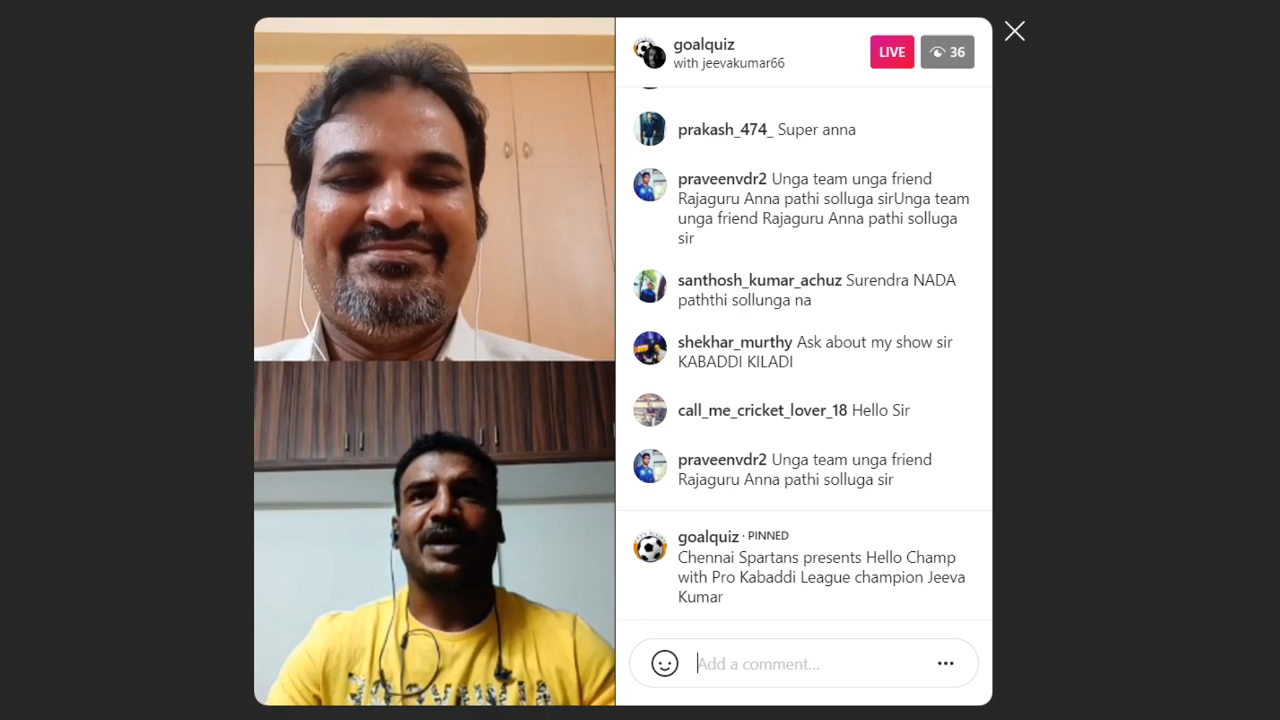 goalquiz
with jeevakumar66
LIVE
36
prakash_474_ Super anna
praveenvdr2 Unga team unga friend
Rajaguru Anna pathi solluga sirUnga team
unga friend Rajaguru Anna pathi solluga
sir
santhosh_kumar_achuz Surendra NADA
paththi sollunga na
shekhar_murthy Ask about my show sir
KABADDI KILADI
call_me_cricket_lover_18 Hello Sir
praveenvdr2 Unga team unga friend
Rajaguru Anna pathi solluga sir
goalquiz · PINNED
Chennai Spartans presents Hello Champ
with Pro Kabaddi League champion Jeeva
Kumar
Add a comment...